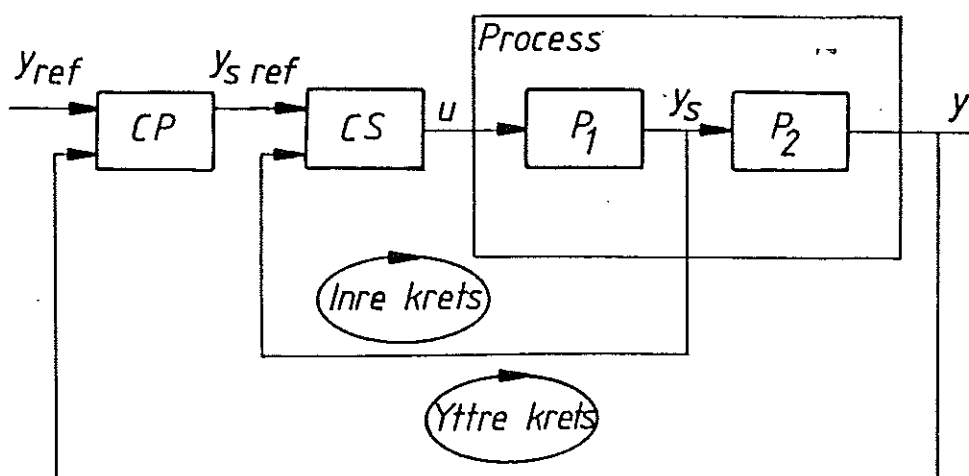 Process
y_ref
y_s ref
u
y_s
y
CP
CS
P_1
P_2
Inre krets
Yttre krets